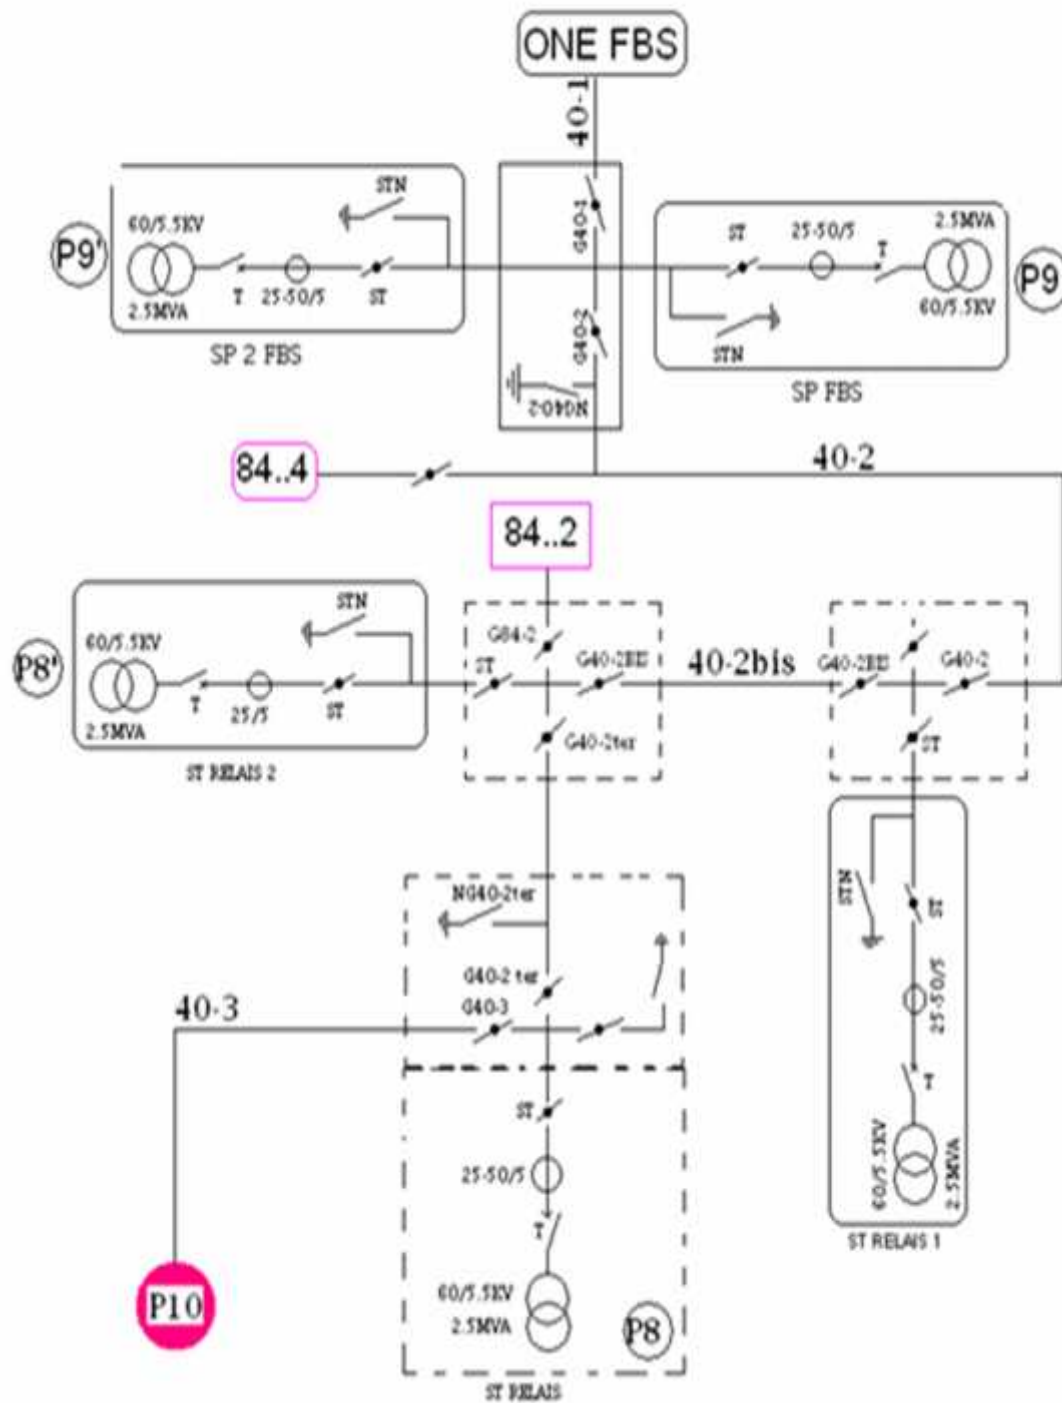 ONE FBS
40-1
STN
60/5.5KV
P9'
2.5MVA
T
25-50/5
ST
SP 2 FBS
G40-1
G40-2
NG40-2
ST
25-50/5
T
2.5MVA
60/5.5KV
P9
STN
SP FBS
84..4
40-2
84..2
STN
60/5.5KV
P8'
2.5MVA
T
25/5
ST
ST RELAIS 2
G84-2
ST
G40-2BIS
G40-2ter
40-2bis
G40-2BIS
G40-2
ST
STN
ST
25-50/5
T
60/5.5KV
2.5MVA
ST RELAIS 1
NG40-2ter
G40-2 ter
G40-3
40-3
ST
25-50/5
T
60/5.5KV
2.5MVA
P8
P10
ST RELAIS